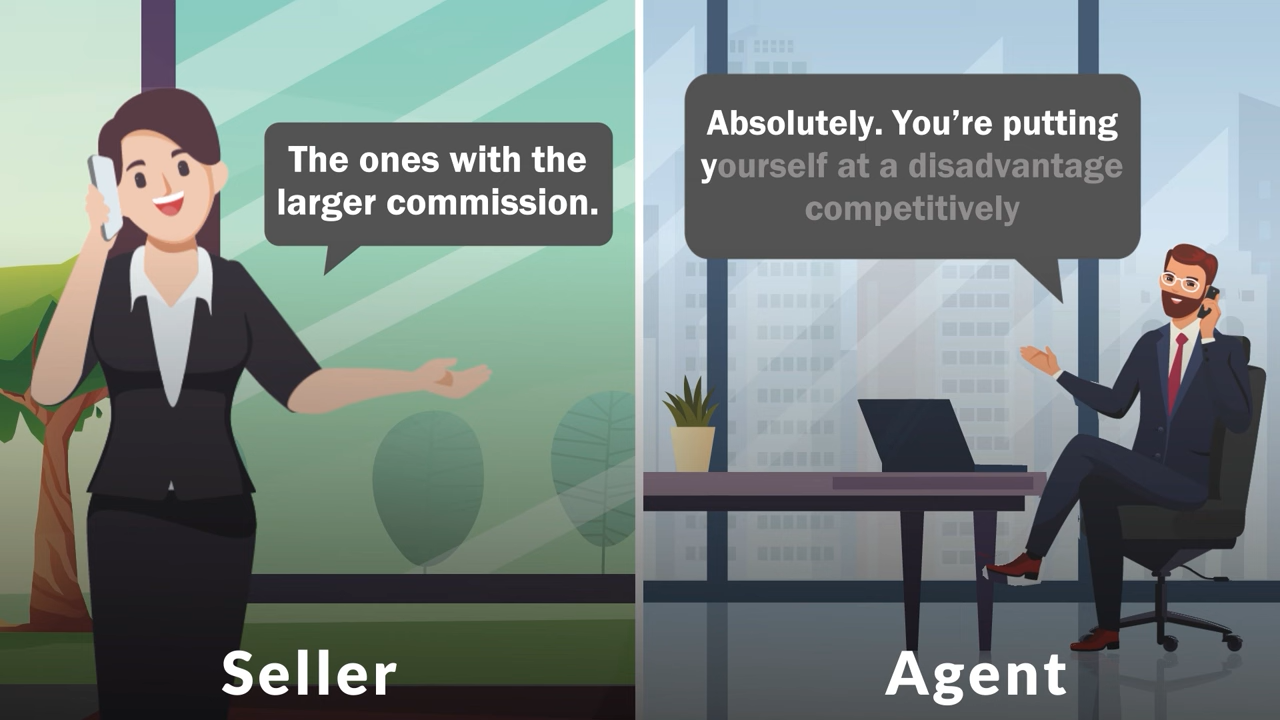 The ones with the
larger commission.
Absolutely. You’re putting
yourself at a disadvantage
competitively
Seller
Agent